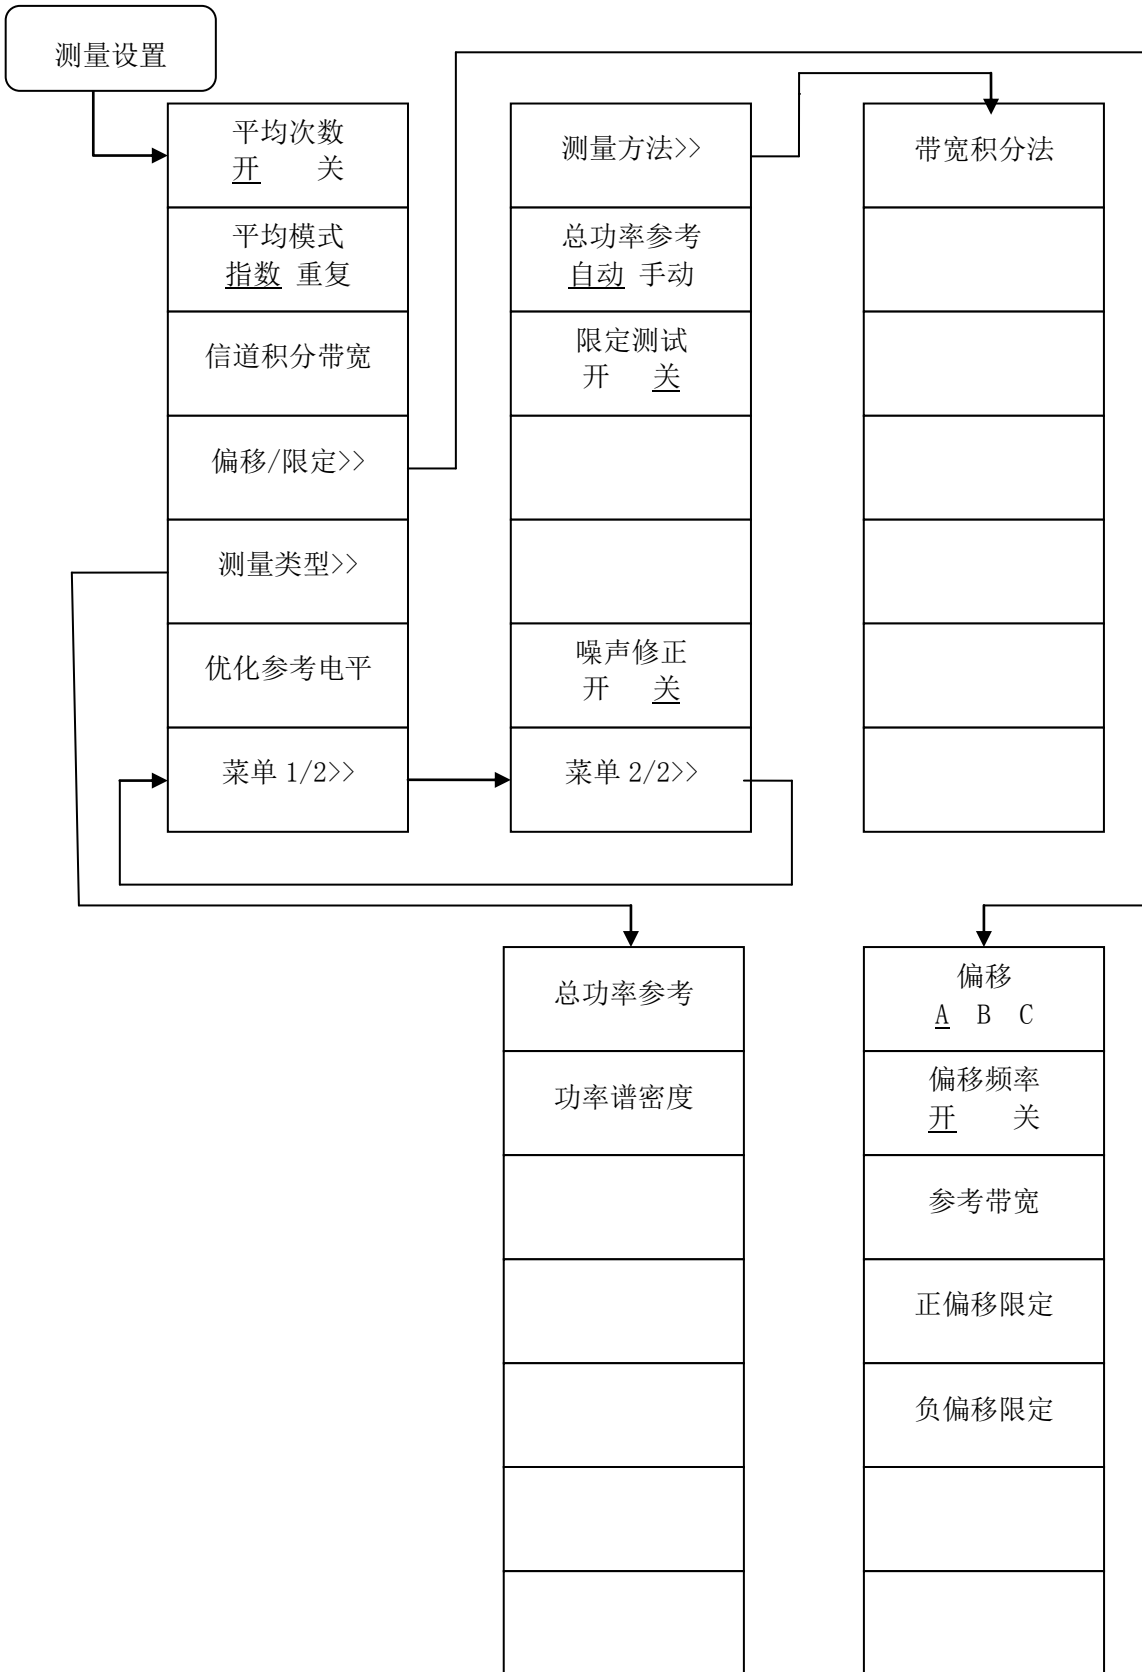 测量设置
平均次数
开 关
平均模式
指数 重复
信道积分带宽
偏移/限定>>
测量类型>>
优化参考电平
菜单 1/2>>
测量方法>>
总功率参考
自动 手动
限定测试
开 关
噪声修正
开 关
菜单 2/2>>
带宽积分法
总功率参考
功率谱密度
偏移
A B C
偏移频率
开 关
参考带宽
正偏移限定
负偏移限定